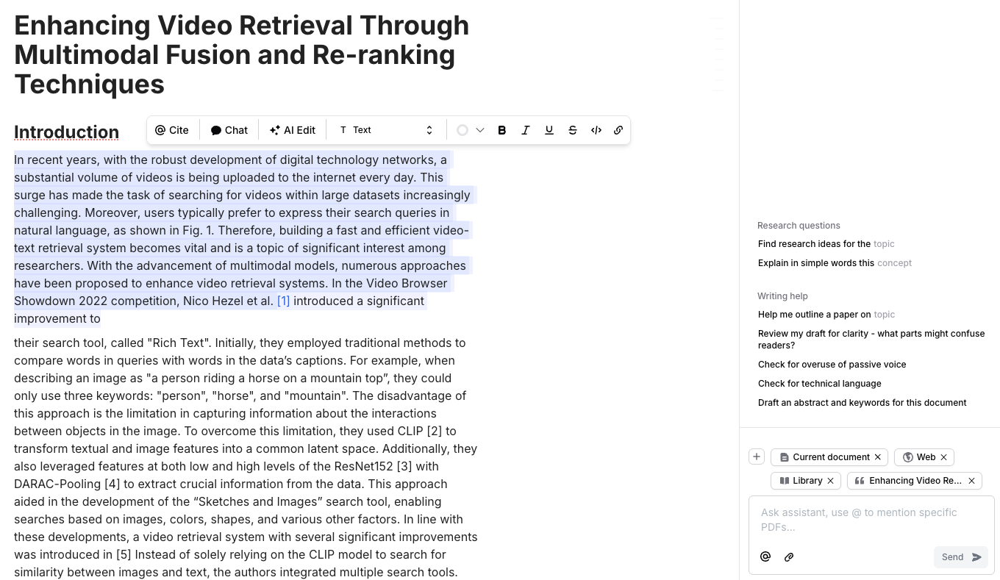 Enhancing Video Retrieval Through
Multimodal Fusion and Re-ranking
Techniques
Introduction
Cite
Chat
AI Edit
T Text
B I U S </>
In recent years, with the robust development of digital technology networks, a
substantial volume of videos is being uploaded to the internet every day. This
surge has made the task of searching for videos within large datasets increasingly
challenging. Moreover, users typically prefer to express their search queries in
natural language, as shown in Fig. 1. Therefore, building a fast and efficient video-
text retrieval system becomes vital and is a topic of significant interest among
researchers. With the advancement of multimodal models, numerous approaches
have been proposed to enhance video retrieval systems. In the Video Browser
Showdown 2022 competition, Nico Hezel et al. [1] introduced a significant
improvement to
their search tool, called "Rich Text". Initially, they employed traditional methods to
compare words in queries with words in the data’s captions. For example, when
describing an image as "a person riding a horse on a mountain top”, they could
only use three keywords: "person", "horse", and "mountain". The disadvantage of
this approach is the limitation in capturing information about the interactions
between objects in the image. To overcome this limitation, they used CLIP [2] to
transform textual and image features into a common latent space. Additionally, they
also leveraged features at both low and high levels of the ResNet152 [3] with
DARAC-Pooling [4] to extract crucial information from the data. This approach
aided in the development of the “Sketches and Images” search tool, enabling
searches based on images, colors, shapes, and various other factors. In line with
these developments, a video retrieval system with several significant improvements
was introduced in [5] Instead of solely relying on the CLIP model to search for
similarity between images and text, the authors integrated multiple search tools.
Research questions
Find research ideas for the topic
Explain in simple words this concept
Writing help
Help me outline a paper on topic
Review my draft for clarity - what parts might confuse
readers?
Check for overuse of passive voice
Check for technical language
Draft an abstract and keywords for this document
Current document
Web
Library
Enhancing Video Re...
Ask assistant, use @ to mention specific
PDFs...
@
Send